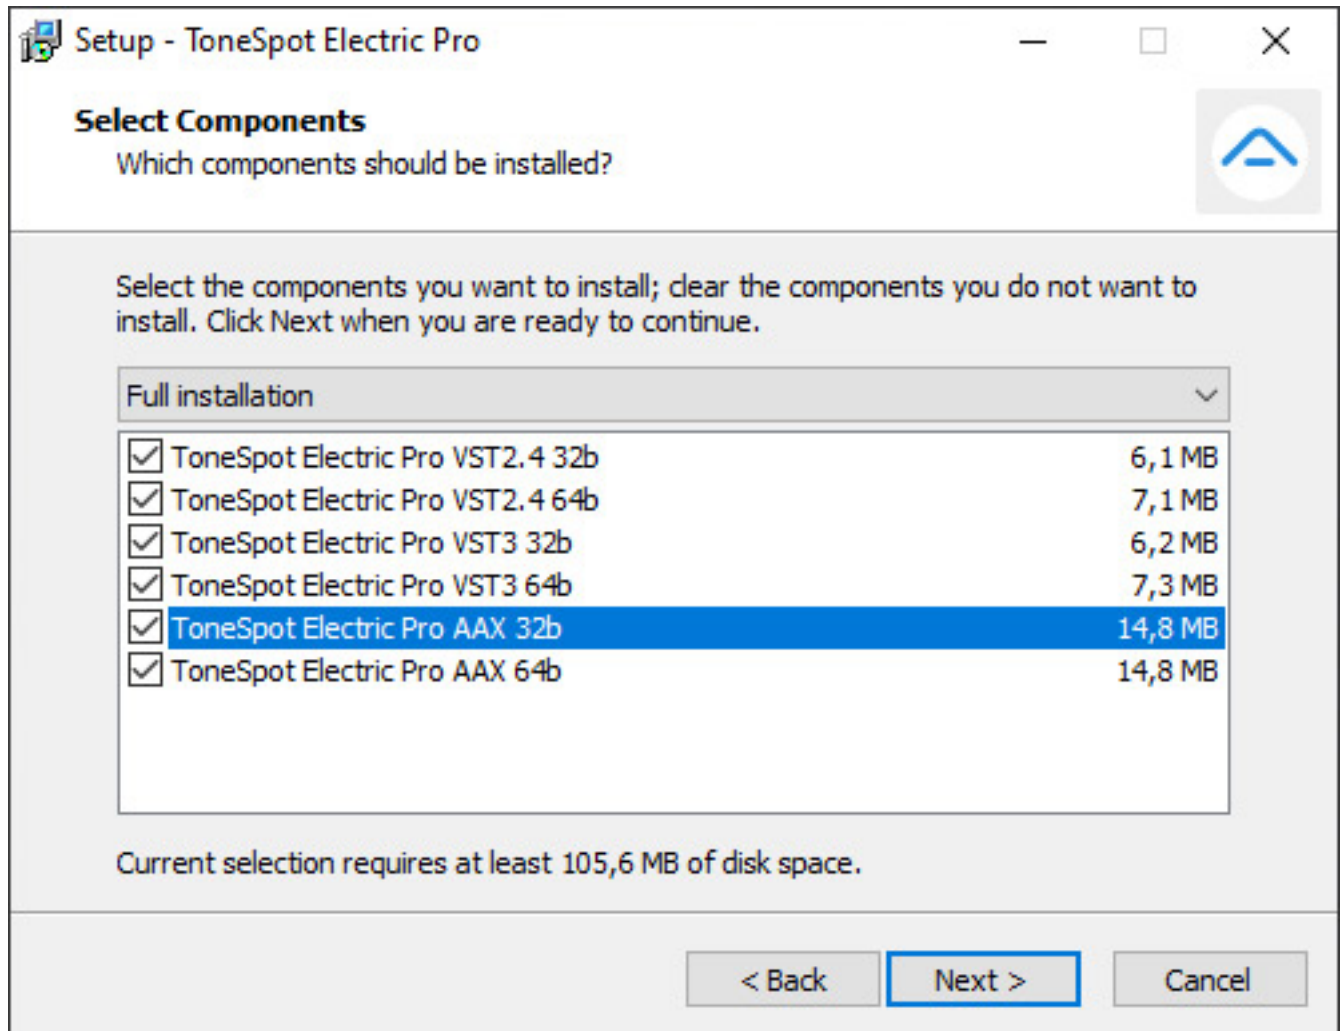 Setup - ToneSpot Electric Pro
Select Components
Which components should be installed?
Select the components you want to install; clear the components you do not want to
install. Click Next when you are ready to continue.
Full installation
ToneSpot Electric Pro VST2.4 32b 6,1 MB
ToneSpot Electric Pro VST2.4 64b 7,1 MB
ToneSpot Electric Pro VST3 32b 6,2 MB
ToneSpot Electric Pro VST3 64b 7,3 MB
ToneSpot Electric Pro AAX 32b 14,8 MB
ToneSpot Electric Pro AAX 64b 14,8 MB
Current selection requires at least 105,6 MB of disk space.
< Back Next > Cancel